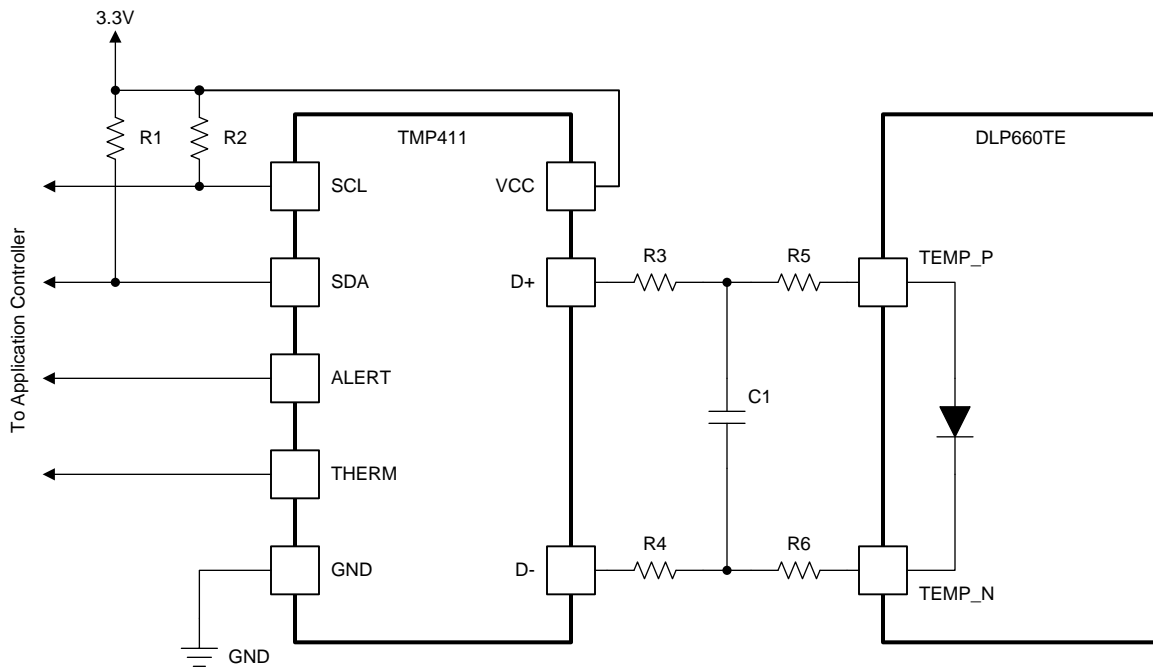 3.3V
R1
R2
TMP411
DLP660TE
SCL
VCC
R3
R5
TEMP_P
SDA
D+
To Application Controller
ALERT
C1
THERM
R4
R6
GND
D-
TEMP_N
GND